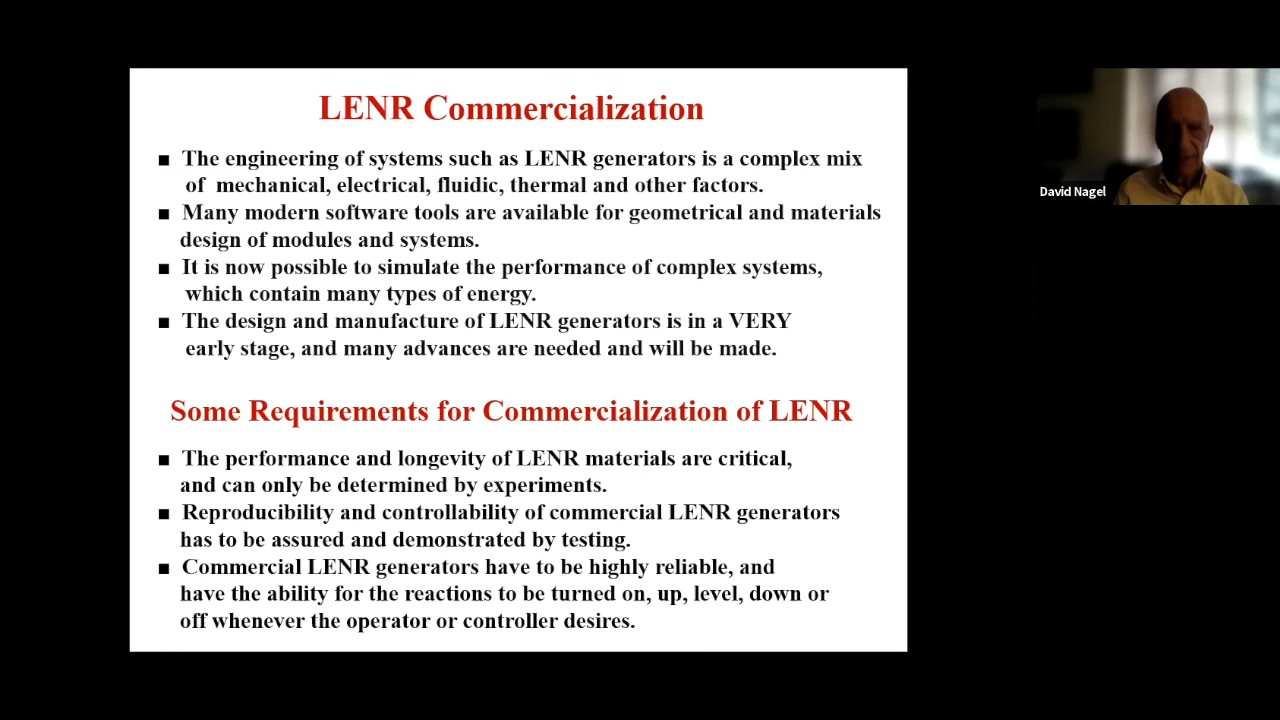 LENR Commercialization
■ The engineering of systems such as LENR generators is a complex mix
of mechanical, electrical, fluidic, thermal and other factors.
■ Many modern software tools are available for geometrical and materials
design of modules and systems.
■ It is now possible to simulate the performance of complex systems,
which contain many types of energy.
■ The design and manufacture of LENR generators is in a VERY
early stage, and many advances are needed and will be made.
Some Requirements for Commercialization of LENR
■ The performance and longevity of LENR materials are critical,
and can only be determined by experiments.
■ Reproducibility and controllability of commercial LENR generators
has to be assured and demonstrated by testing.
■ Commercial LENR generators have to be highly reliable, and
have the ability for the reactions to be turned on, up, level, down or
off whenever the operator or controller desires.
David Nagel